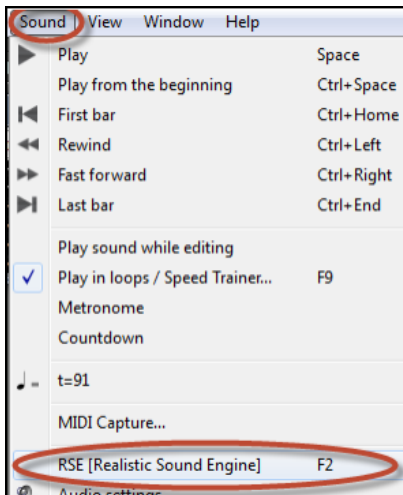 Sound View Window Help
Play Space
Play from the beginning Ctrl+Space
First bar Ctrl+Home
Rewind Ctrl+Left
Fast forward Ctrl+Right
Last bar Ctrl+End
Play sound while editing
Play in loops / Speed Trainer... F9
Metronome
Countdown
t=91
MIDI Capture...
RSE [Realistic Sound Engine] F2
Audio settings